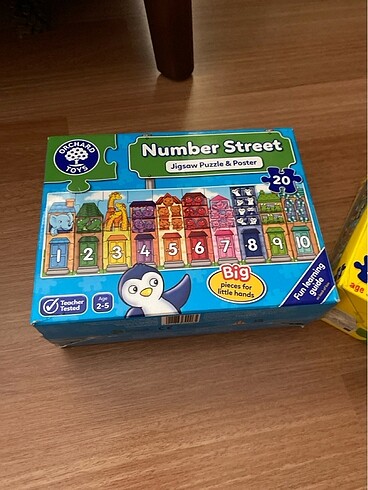 ORCHARD
TOYS
Number Street
Jigsaw Puzzle & Poster
20
1 2 3 4 5 6 7 8 9 10
Big
pieces for
little hands
Teacher
Tested
Age
2-5
Fun learning
guide
age